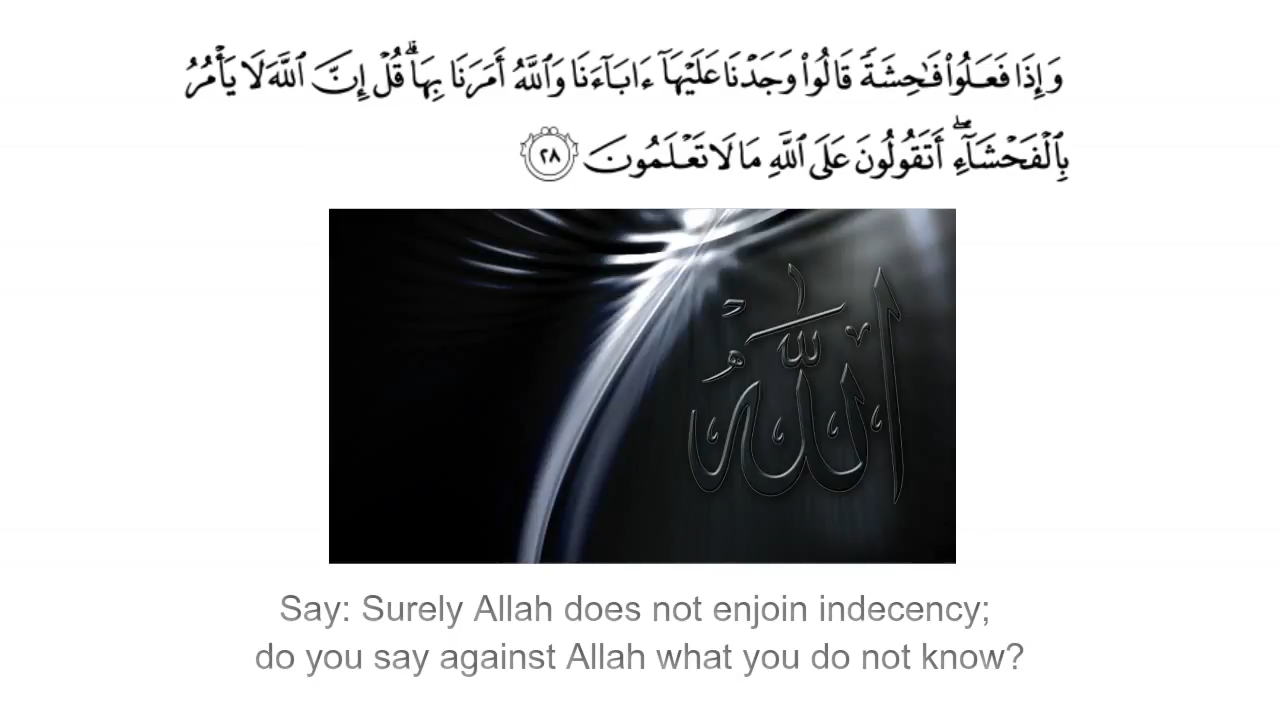 وَإِذَا فَعَلُوا۟ فَـٰحِشَةً قَالُوا۟ وَجَدْنَا عَلَيْهَآ ءَابَآءَنَا وَٱللَّهُ أَمَرَنَا بِهَا ۗ قُلْ إِنَّ ٱللَّهَ لَا يَأْمُرُ
بِٱلْفَحْشَآءِ ۖ أَتَقُولُونَ عَلَى ٱللَّهِ مَا لَا تَعْلَمُونَ ٢٨
ٱللّٰهُ
Say: Surely Allah does not enjoin indecency;
do you say against Allah what you do not know?